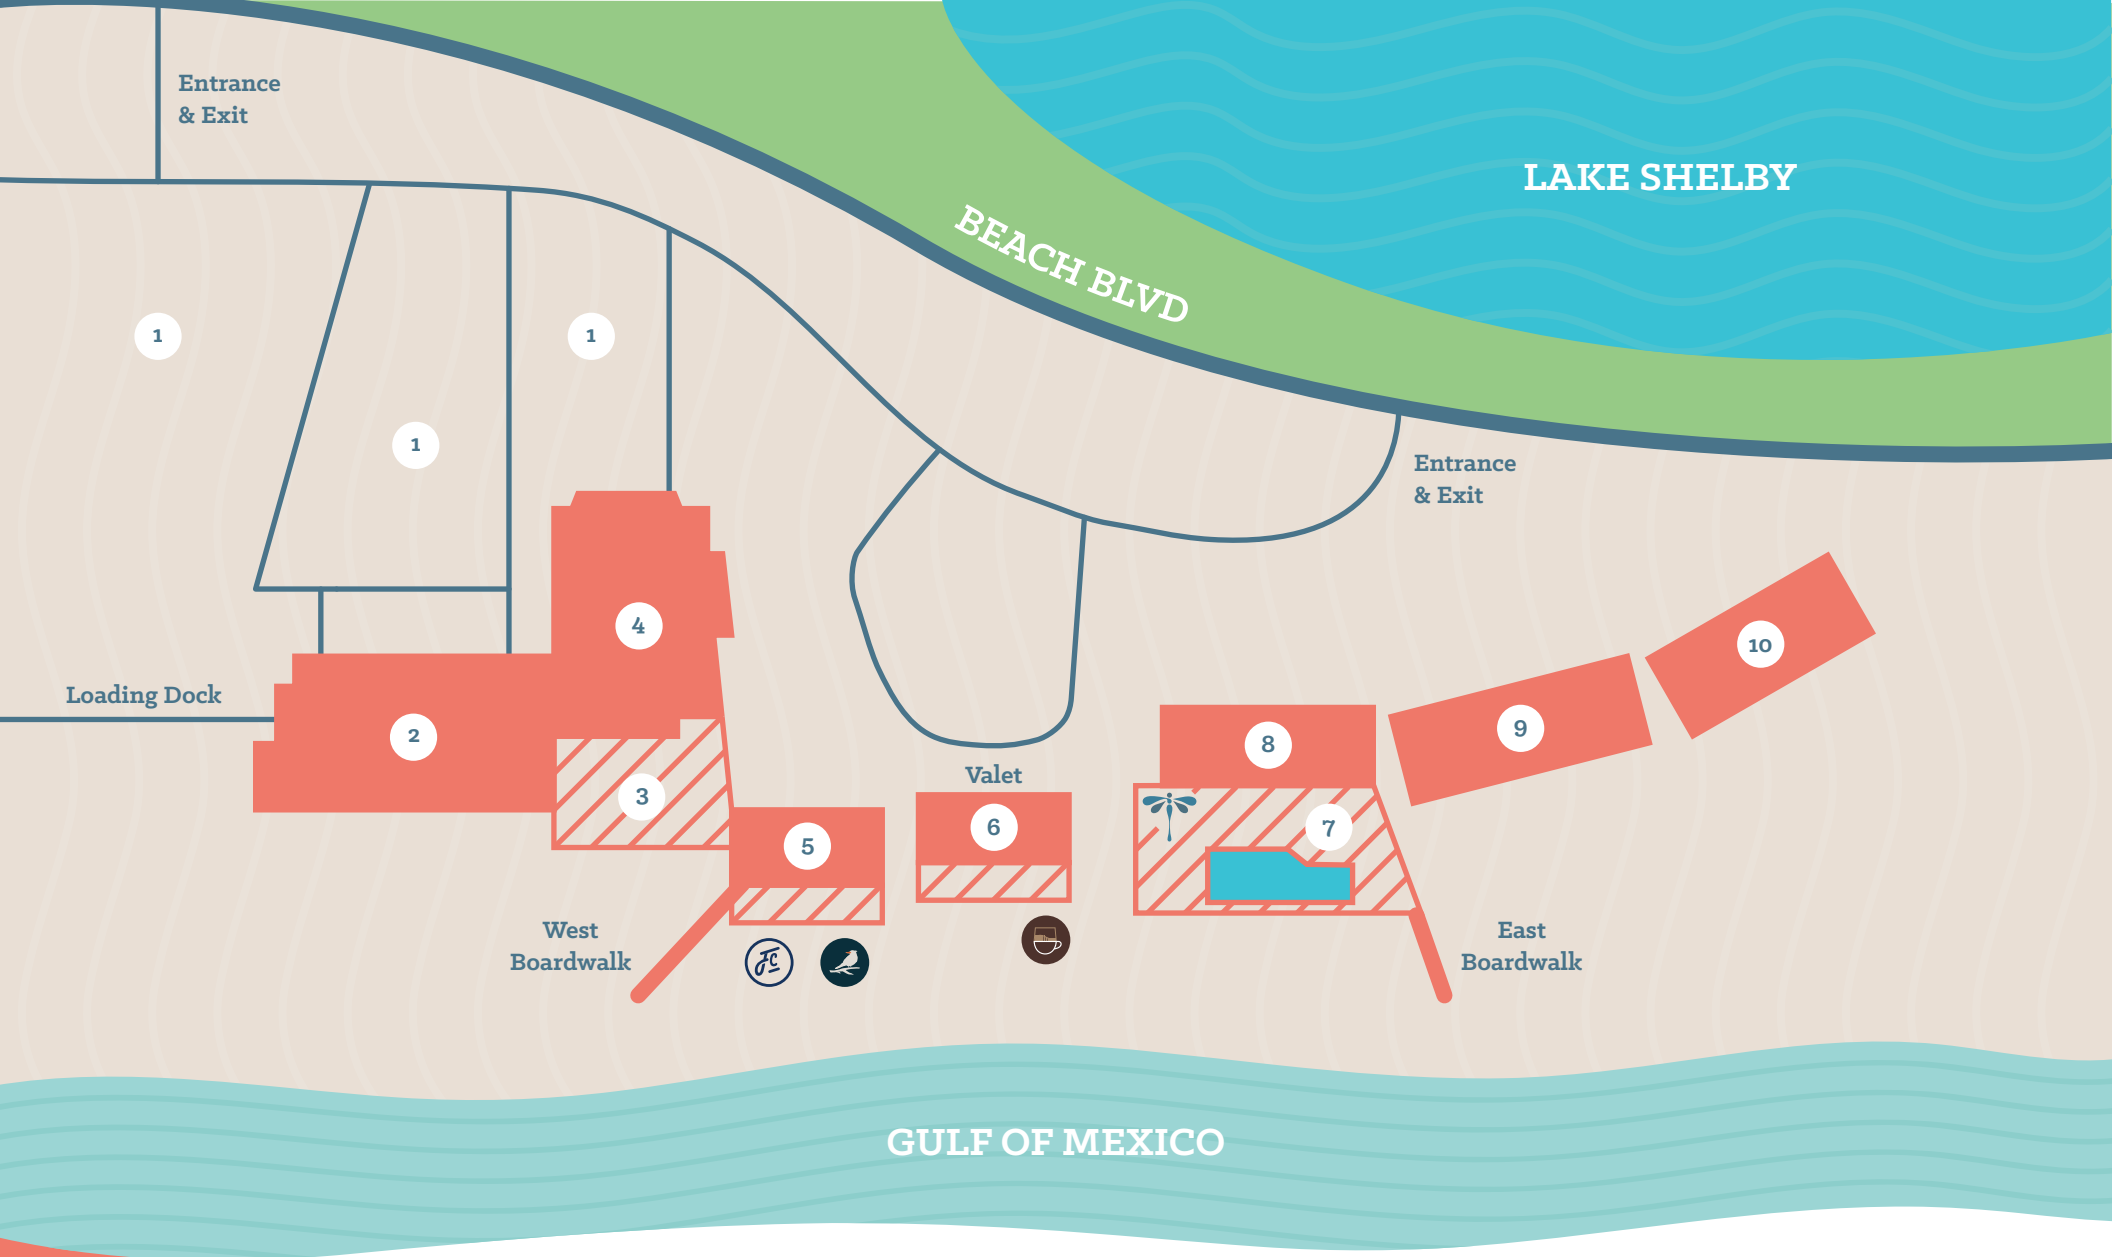 Entrance
& Exit
LAKE SHELBY
BEACH BLVD
1
1
1
Entrance
& Exit
4
10
Loading Dock
2
9
8
Valet
3
6
7
5
West
Boardwalk
East
Boardwalk
FC
GULF OF MEXICO